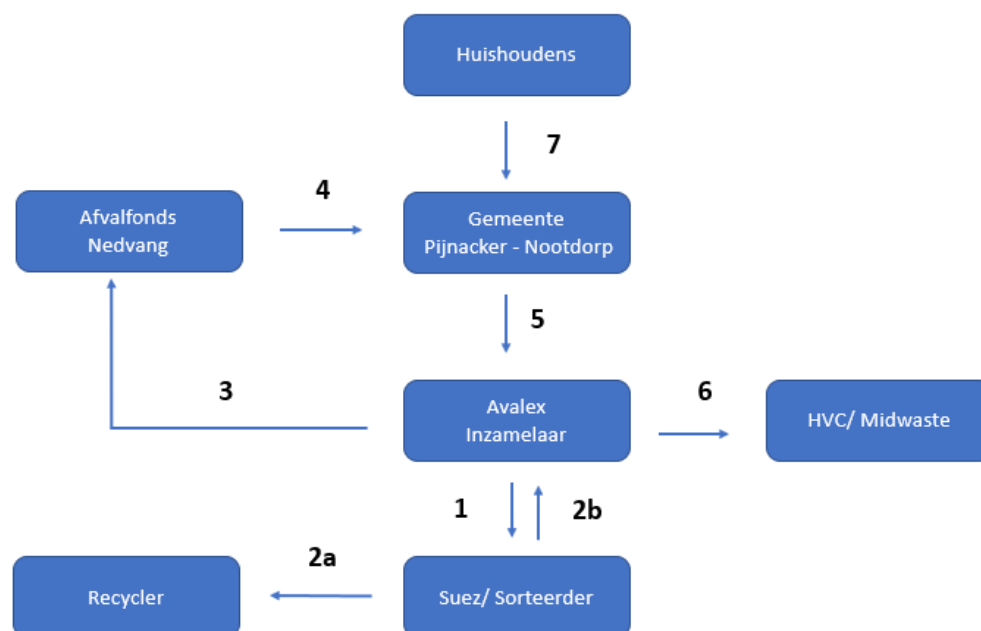 Huishoudens
7
4
Afvalfonds
Nedvang
Gemeente
Pijnacker - Nootdorp
5
3
Avalex
Inzamelaar
6
HVC/ Midwaste
1
2b
2a
Recycler
Suez/ Sorteerder